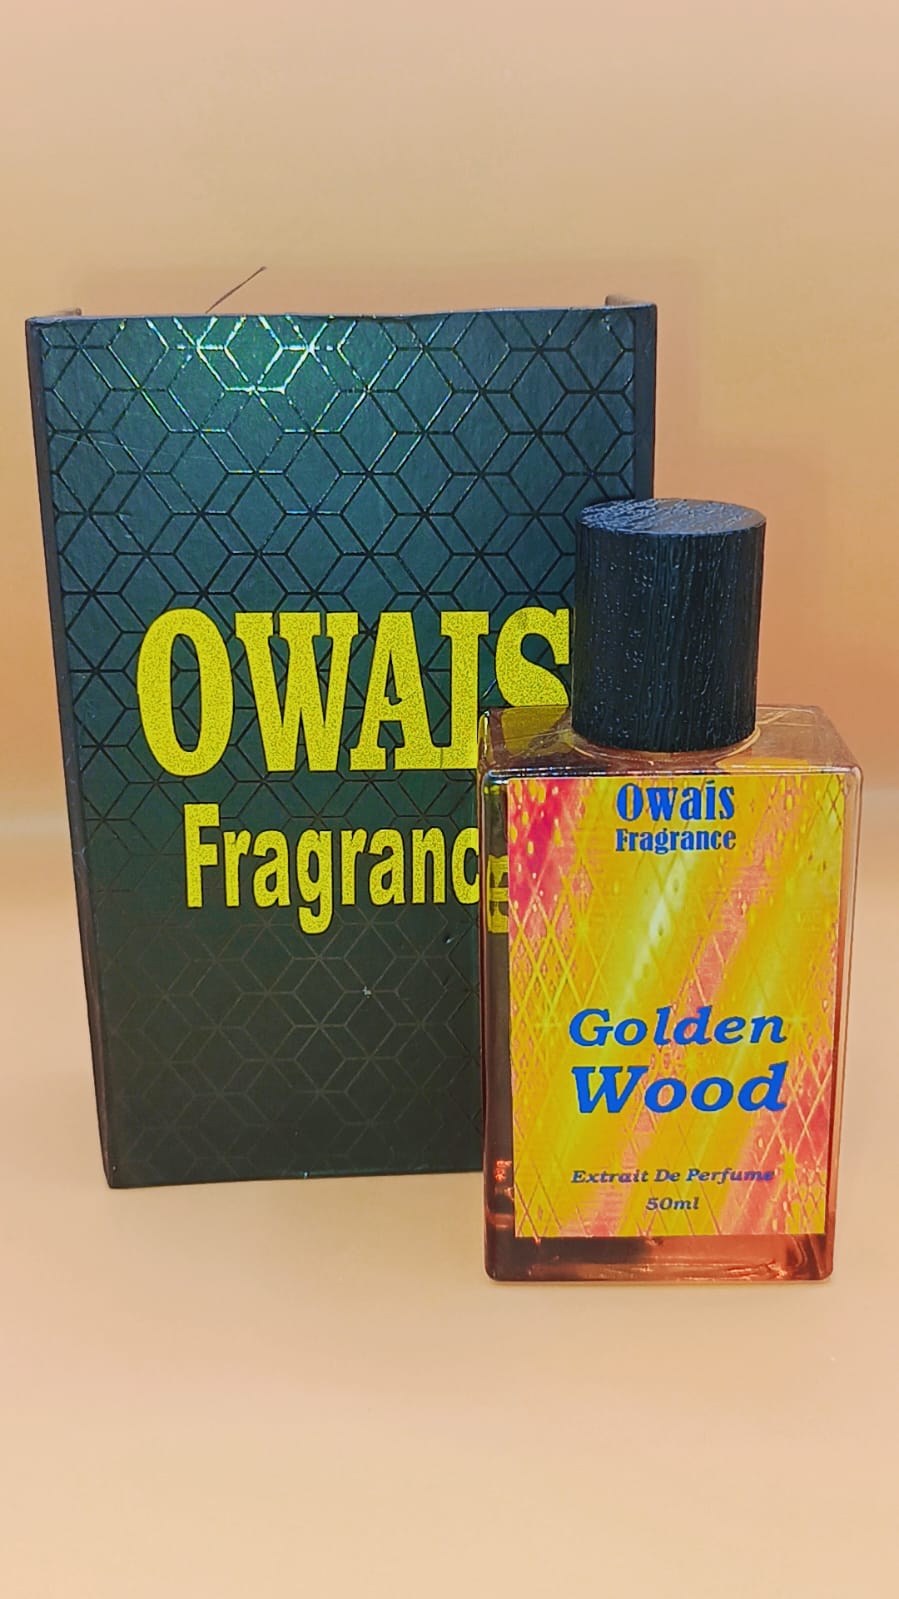 OWAIS
Fragranc
Owais
Fragrance
Golden
Wood
Extrait De Perfume
50ml